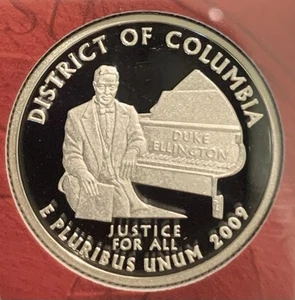 DISTRICT OF COLUMBIA
DUKE
ELLINGTON
JUSTICE
FOR ALL
E PLURIBUS UNUM 2009